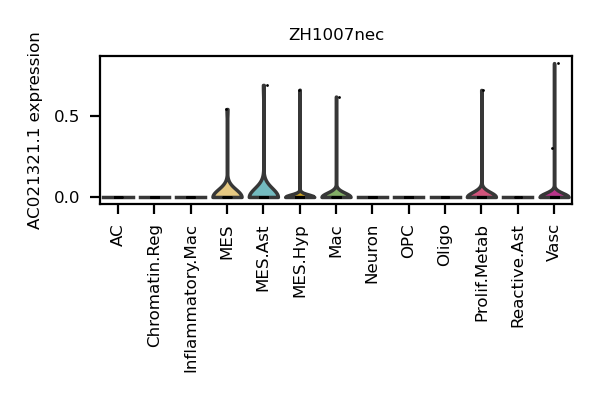 ZH1007nec
AC021321.1 expression
0.5
0.0
AC
Chromatin.Reg
Inflammatory.Mac
MES
MES.Ast
MES.Hyp
Mac
Neuron
OPC
Oligo
Prolif.Metab
Reactive.Ast
Vasc